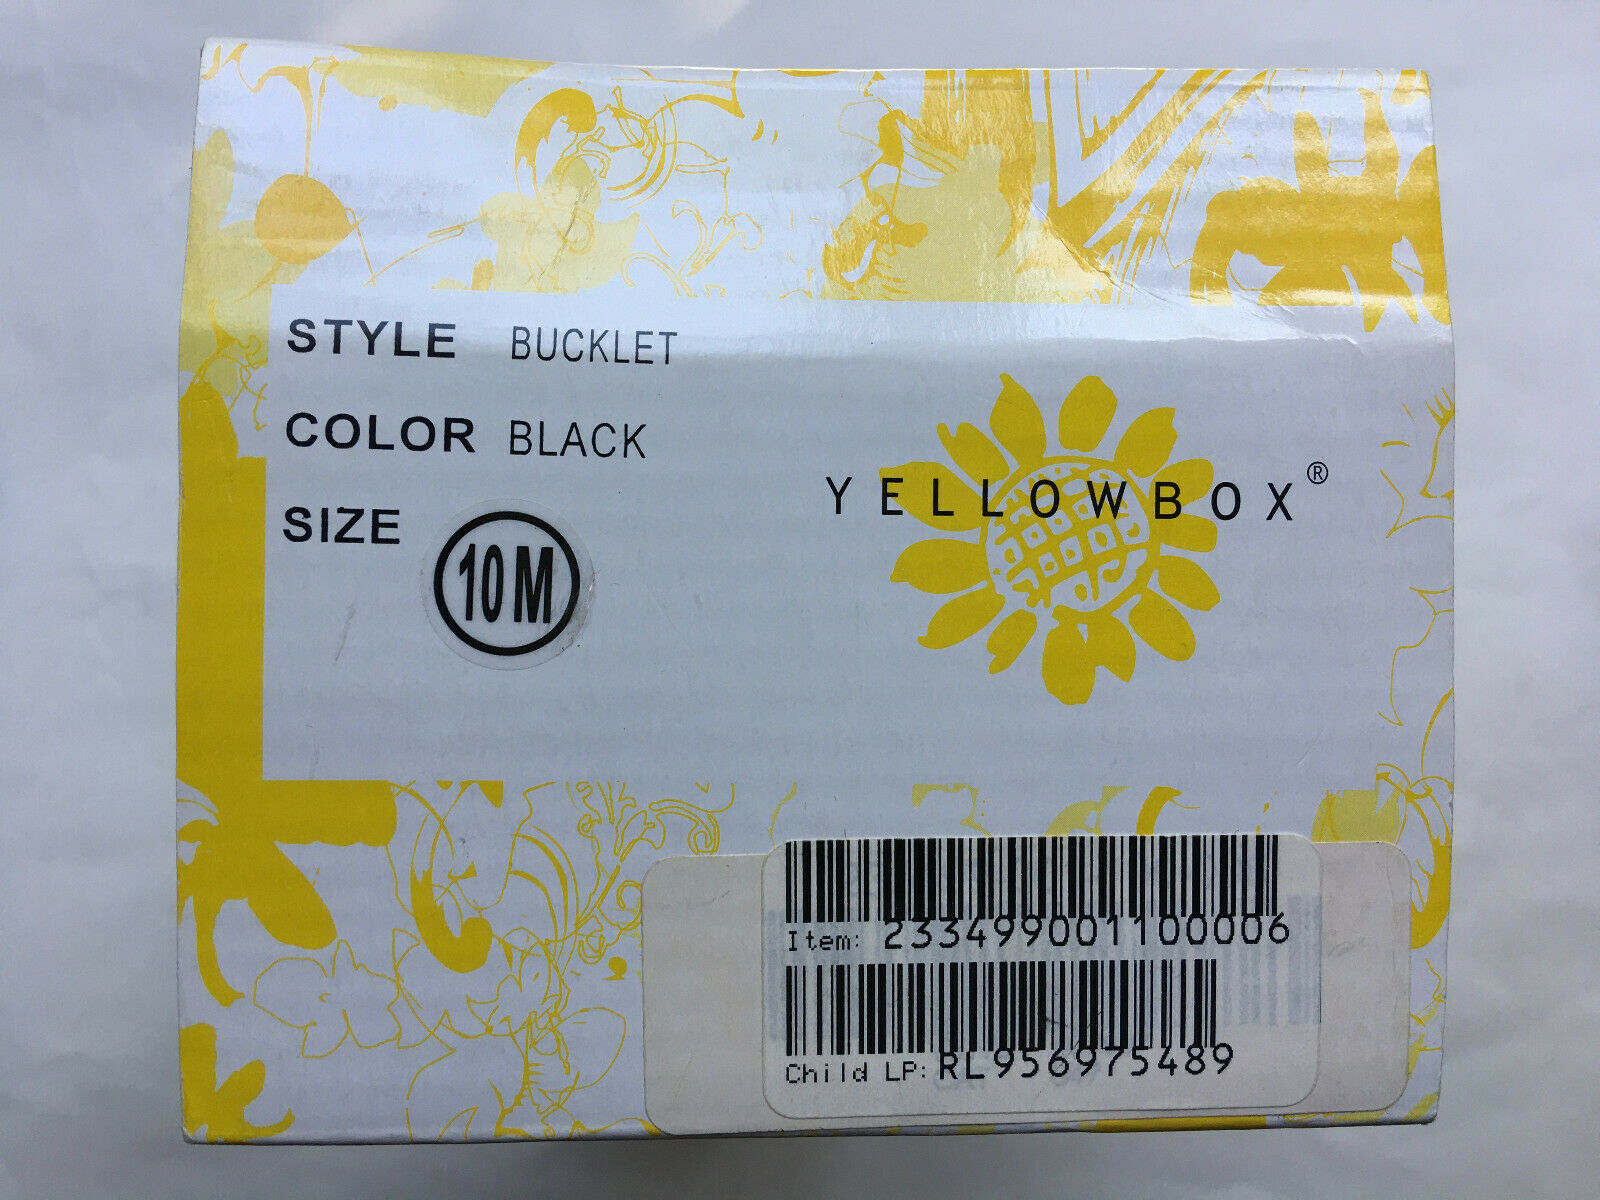 STYLE BUCKLET
COLOR BLACK
SIZE 10M
YELLOWBOX®
Item: 233499001100006
Child LP: RL956975489